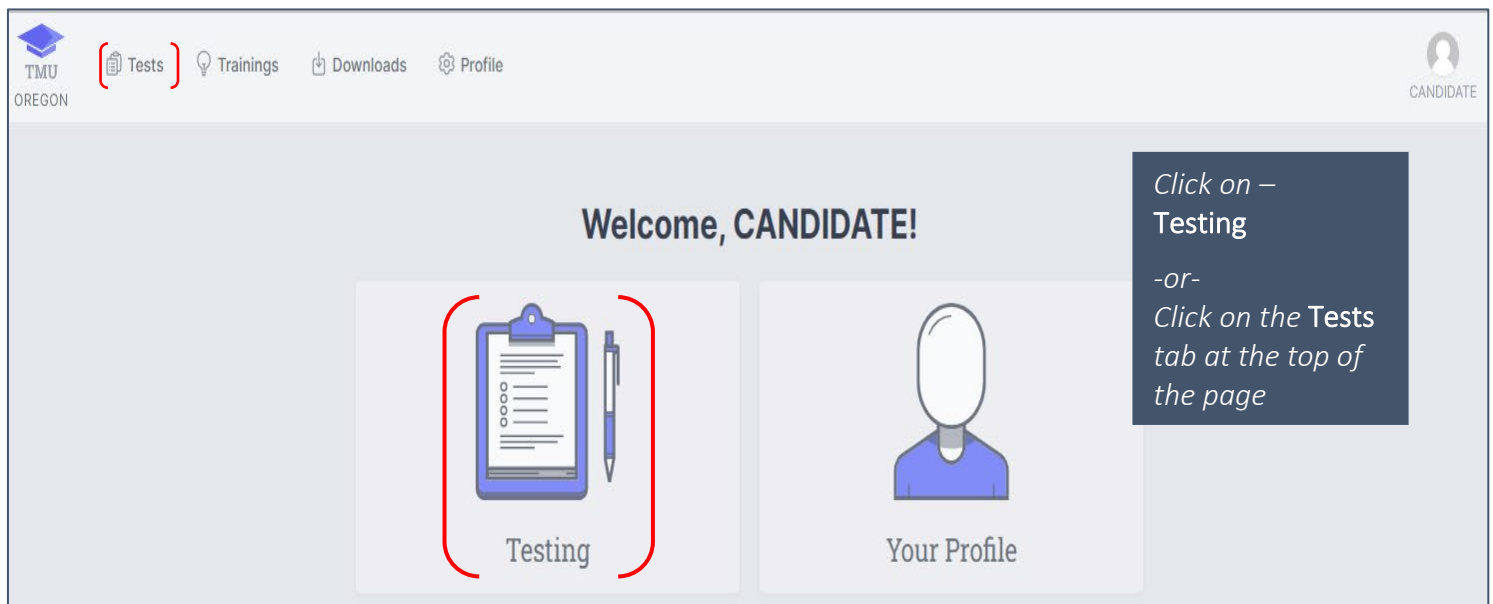 TMU
OREGON
Tests
Trainings
Downloads
Profile
CANDIDATE
Welcome, CANDIDATE!
Click on –
Testing
-or-
Click on the Tests
tab at the top of
the page
Testing
Your Profile